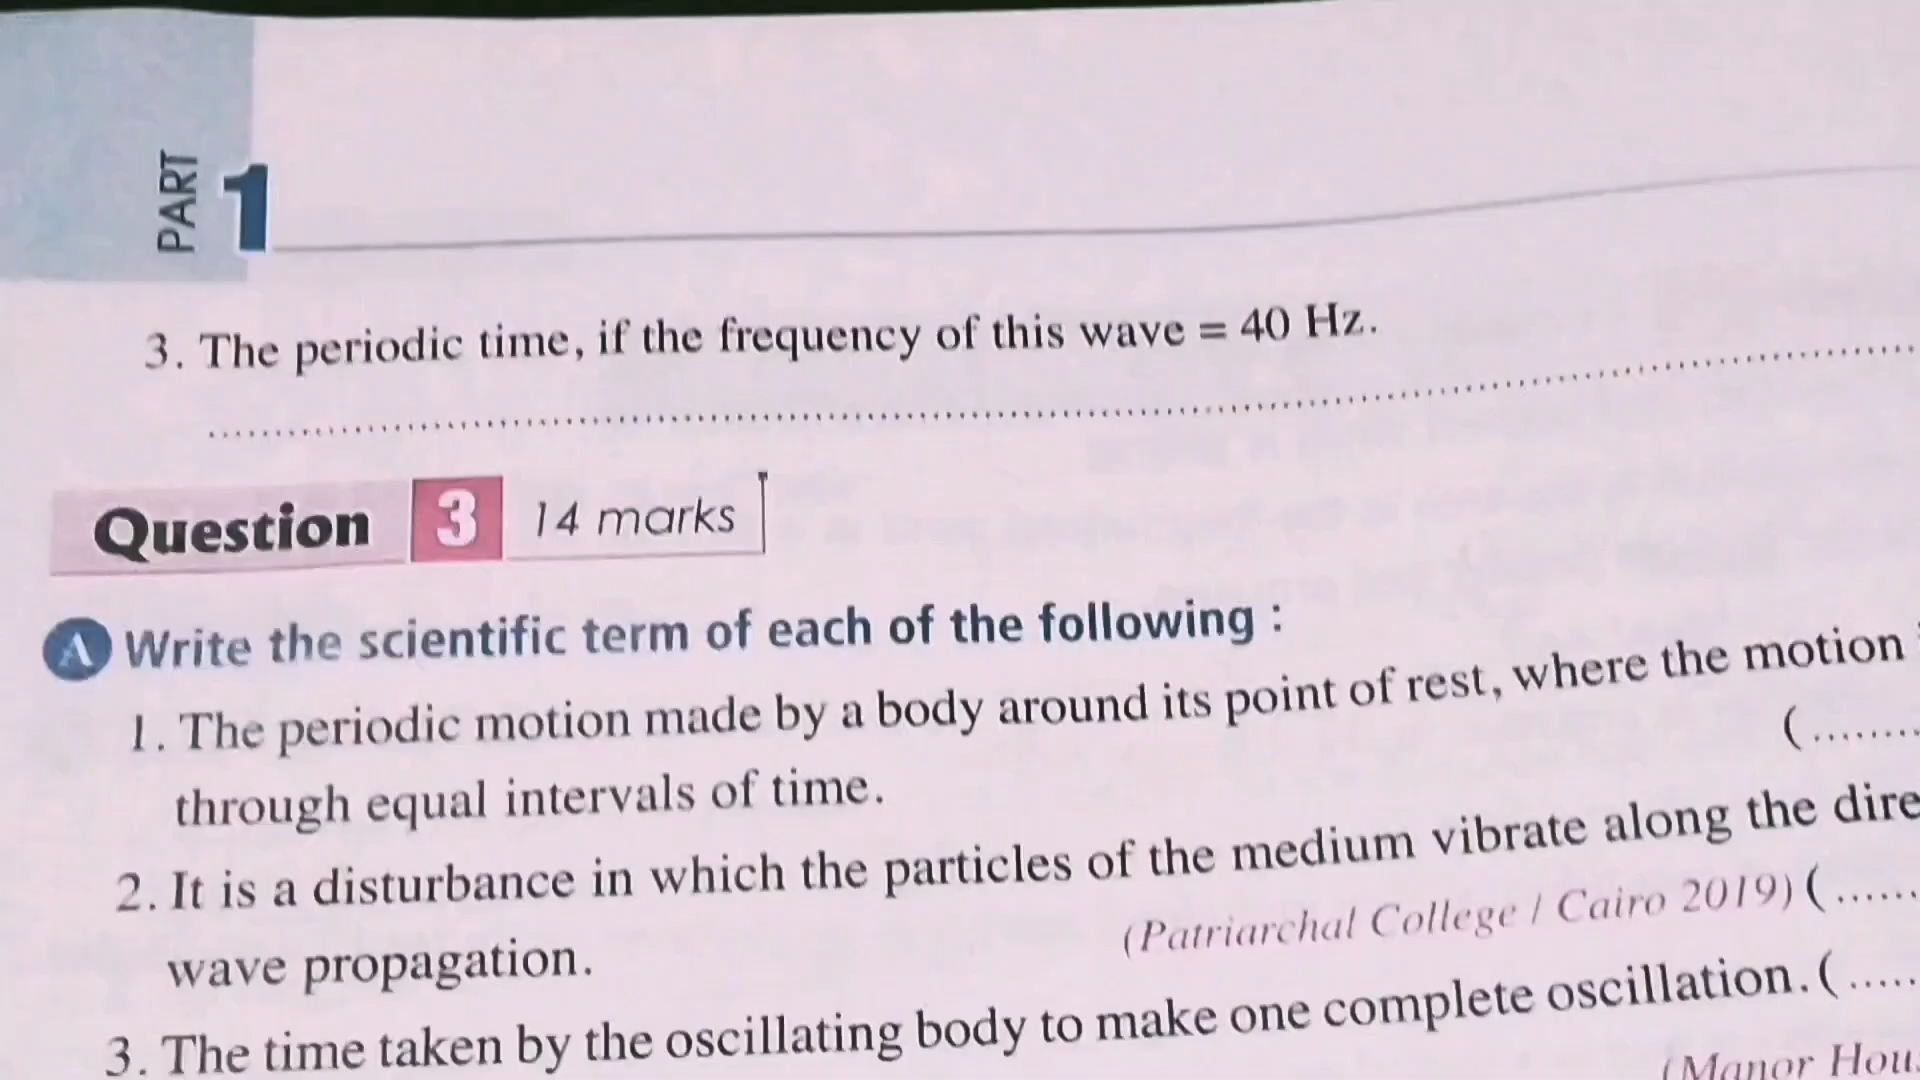 PART 1
3. The periodic time, if the frequency of this wave = 40 Hz.
Question 3 14 marks
A Write the scientific term of each of the following :
1. The periodic motion made by a body around its point of rest, where the motion
(........
through equal intervals of time.
2. It is a disturbance in which the particles of the medium vibrate along the dire
(Patriarchal College / Cairo 2019) (......
wave propagation.
3. The time taken by the oscillating body to make one complete oscillation. (.....
(Manor Hou